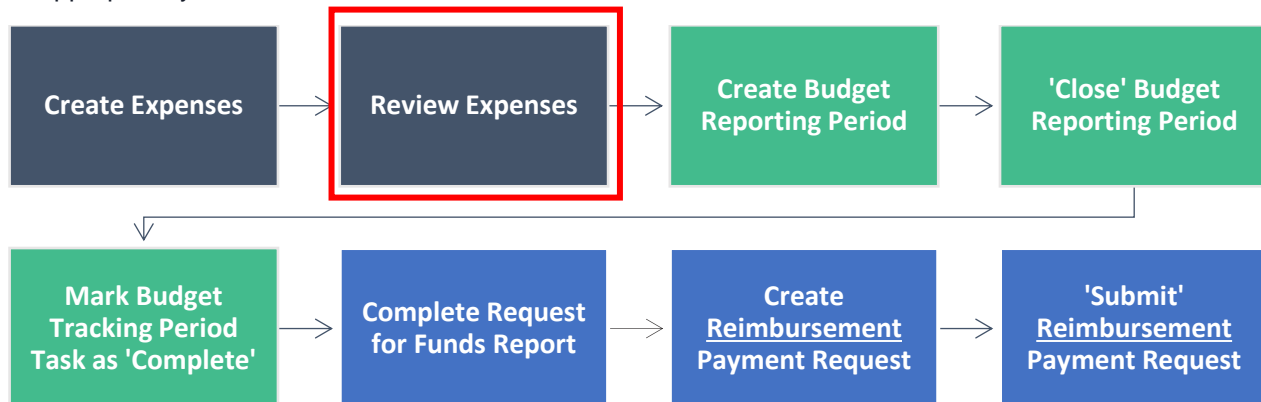 Create Expenses
Review Expenses
Create Budget
Reporting Period
'Close' Budget
Reporting Period
Mark Budget
Tracking Period
Task as 'Complete'
Complete Request
for Funds Report
Create
Reimbursement
Payment Request
'Submit'
Reimbursement
Payment Request